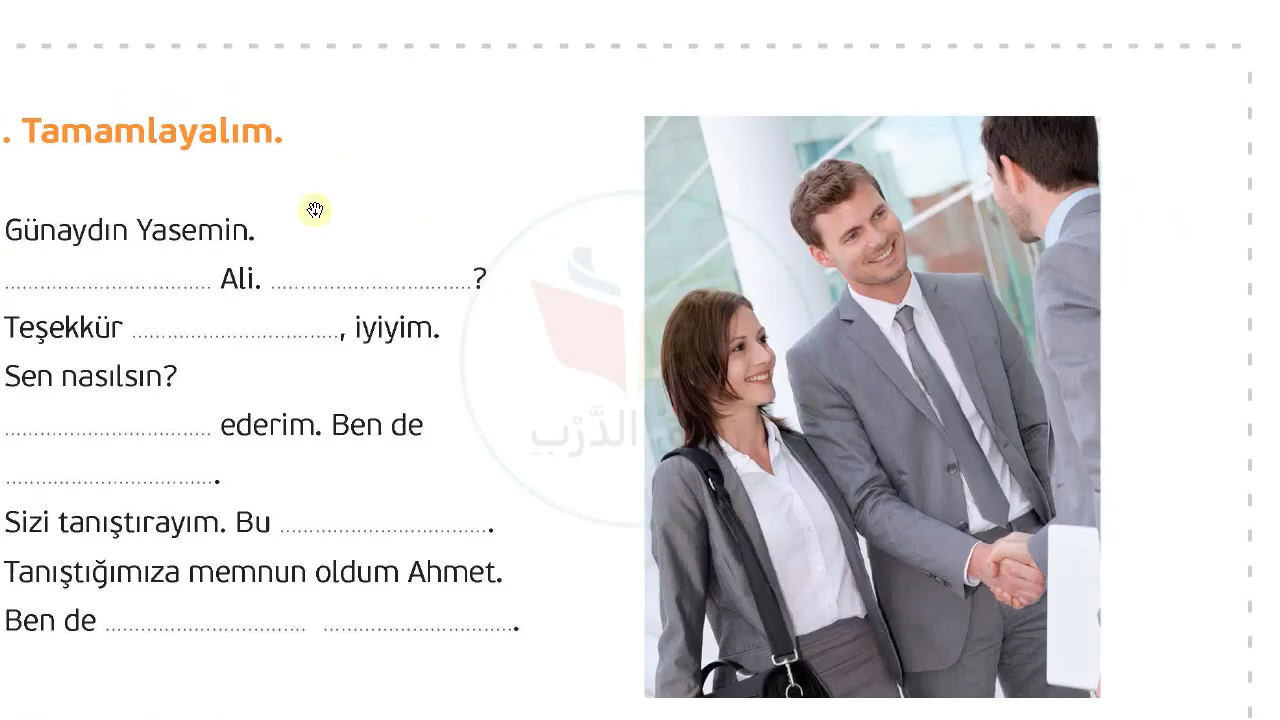 . Tamamlayalım.
Günaydın Yasemin.
.................................. Ali. .................................?
Teşekkür .................................., iyiyim.
Sen nasılsın?
.................................. ederim. Ben de
...................................
Sizi tanıştırayım. Bu ...................................
Tanıştığımıza memnun oldum Ahmet.
Ben de ................................. ................................
الدَّرْبِ